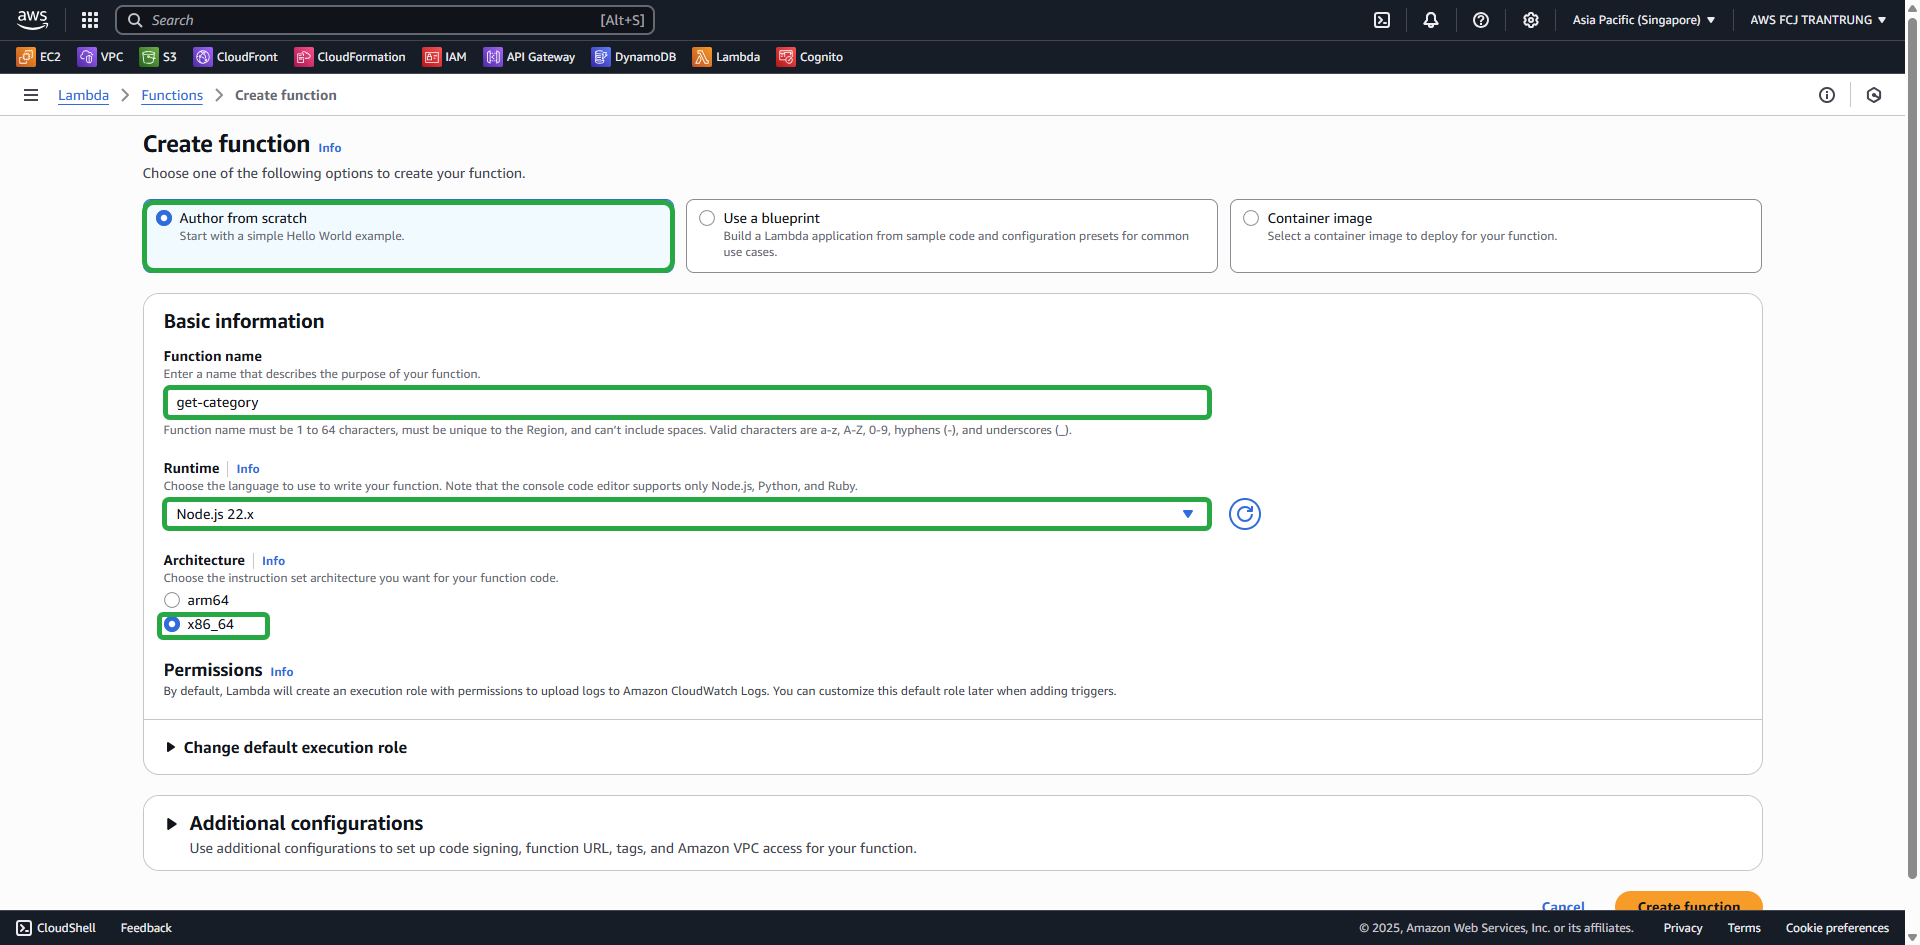 aws
Search [Alt+S]
Asia Pacific (Singapore) AWS FCJ TRANTRUNG
EC2 VPC S3 CloudFront CloudFormation IAM API Gateway DynamoDB Lambda Cognito
Lambda Functions Create function
Create function Info
Choose one of the following options to create your function.
Author from scratch
Start with a simple Hello World example.
Use a blueprint
Build a Lambda application from sample code and configuration presets for common
use cases.
Container image
Select a container image to deploy for your function.
Basic information
Function name
Enter a name that describes the purpose of your function.
get-category
Function name must be 1 to 64 characters, must be unique to the Region, and can't include spaces. Valid characters are a-z, A-Z, 0-9, hyphens (-), and underscores (_).
Runtime Info
Choose the language to use to write your function. Note that the console code editor supports only Node.js, Python, and Ruby.
Node.js 22.x
Architecture Info
Choose the instruction set architecture you want for your function code.
arm64
x86_64
Permissions Info
By default, Lambda will create an execution role with permissions to upload logs to Amazon CloudWatch Logs. You can customize this default role later when adding triggers.
Change default execution role
Additional configurations
Use additional configurations to set up code signing, function URL, tags, and Amazon VPC access for your function.
Cancel Create function
CloudShell Feedback © 2025, Amazon Web Services, Inc. or its affiliates. Privacy Terms Cookie preferences